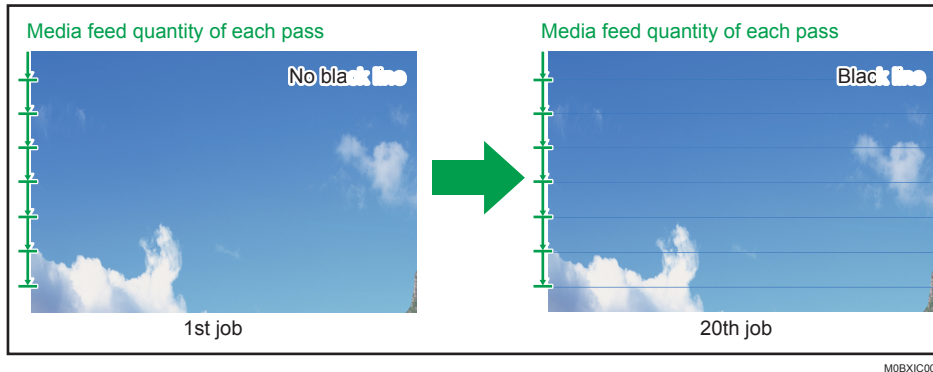 Media feed quantity of each pass
No black line
1st job
Media feed quantity of each pass
Black line
20th job
M0BXIC00